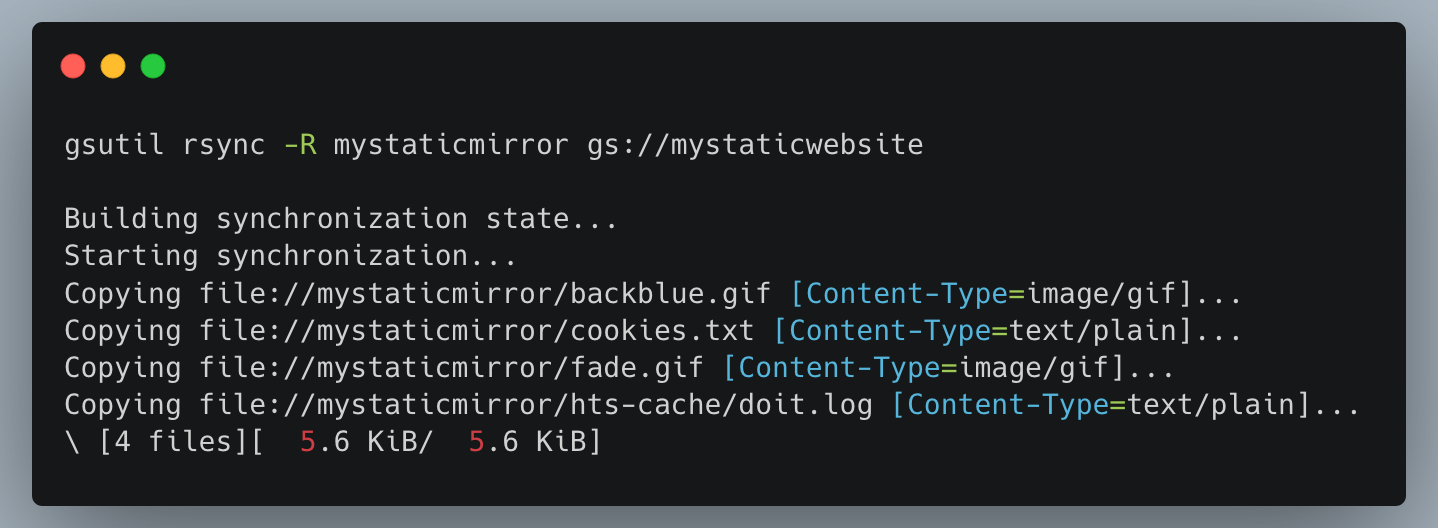 gsutil rsync -R mystaticmirror gs://mystaticwebsite
Building synchronization state...
Starting synchronization...
Copying file://mystaticmirror/backblue.gif [Content-Type=image/gif]...
Copying file://mystaticmirror/cookies.txt [Content-Type=text/plain]...
Copying file://mystaticmirror/fade.gif [Content-Type=image/gif]...
Copying file://mystaticmirror/hts-cache/doit.log [Content-Type=text/plain]...
\ [4 files][  5.6 KiB/  5.6 KiB]